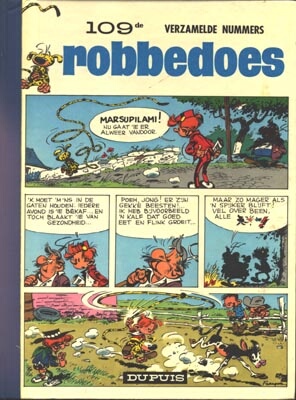 109de VERZAMELDE NUMMERS
robbedoes
MARSUPILAMI!
NU GAAT 'IE ER
ALWEER VANDOOR
'K MOET 'M 'NS IN DE
GATEN HOUDEN. IEDERE
AVOND IS 'IE BEKAF... EN
TOCH BLAAKT 'IE VAN
GEZONDHEID...
POEH, JONG! ER ZIJN
GEKKE BEESTEN!
IK HEB BIJVOORBEELD
'N KALF DAT GOED
EET EN FLINK GROEIT...
MAAR ZO MAGER ALS
'N SPIJKER BLIJFT!
VEL OVER BEEN.
ALLE
DUPUIS